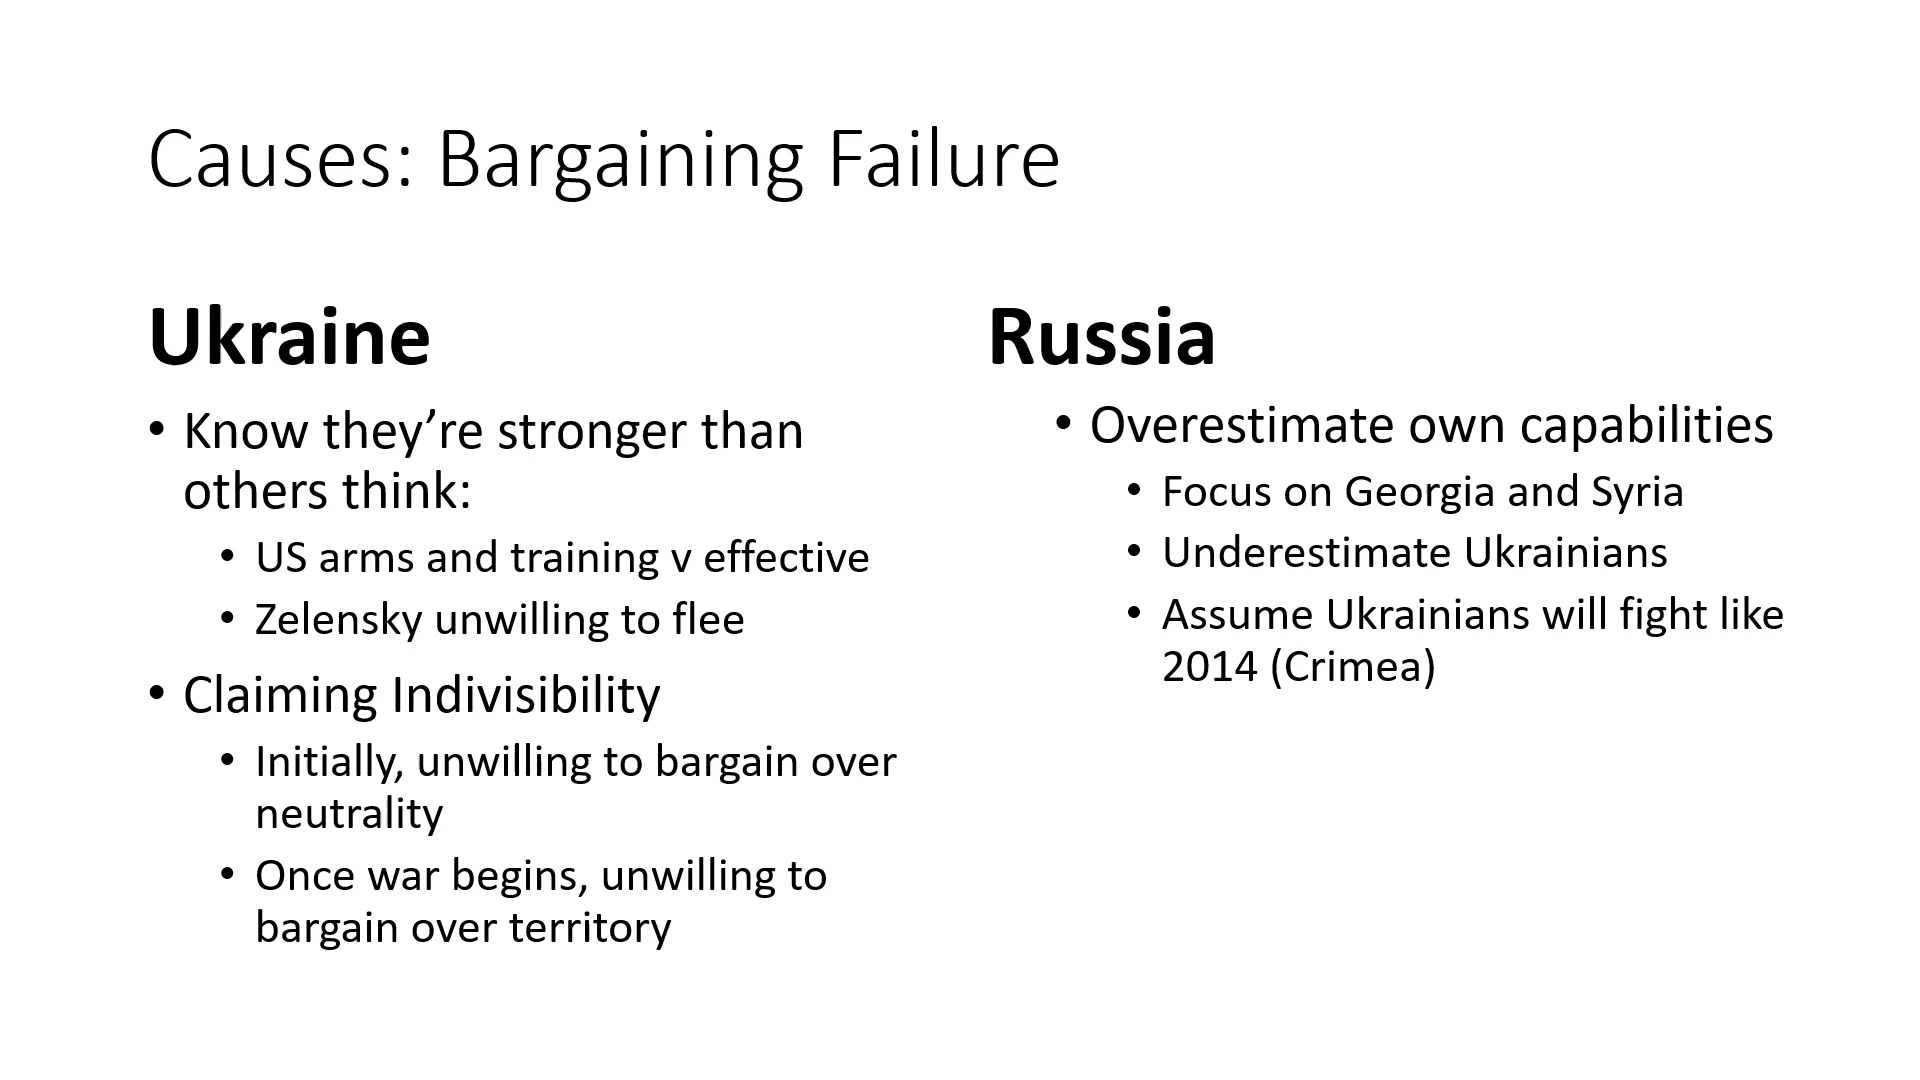 Causes: Bargaining Failure
Ukraine
• Know they’re stronger than
others think:
• US arms and training v effective
• Zelensky unwilling to flee
• Claiming Indivisibility
• Initially, unwilling to bargain over
neutrality
• Once war begins, unwilling to
bargain over territory
Russia
• Overestimate own capabilities
• Focus on Georgia and Syria
• Underestimate Ukrainians
• Assume Ukrainians will fight like
2014 (Crimea)